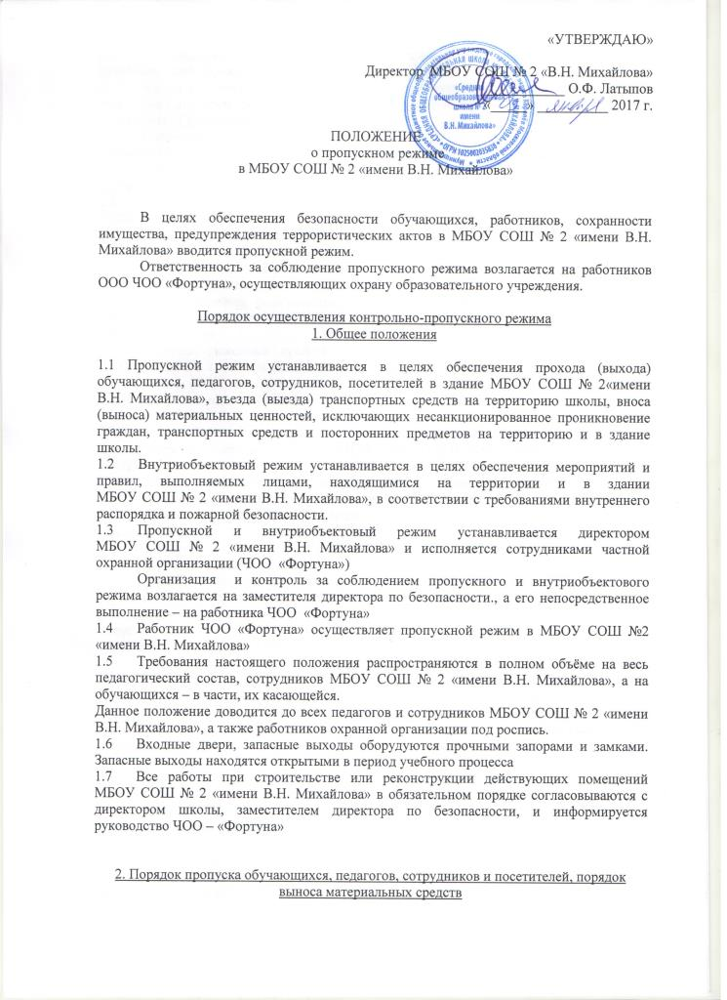 «УТВЕРЖДАЮ»
Директор МБОУ СОШ № 2 «В.Н. Михайлова»
О.Ф. Латыпов
« » января 2017 г.
«Средняя
общеобразовательная
школа № 2
имени
В.Н. Михайлова»
ОГРН 1025002035838
ПОЛОЖЕНИЕ
о пропускном режиме
в МБОУ СОШ № 2 «имени В.Н. Михайлова»
В целях обеспечения безопасности обучающихся, работников, сохранности
имущества, предупреждения террористических актов в МБОУ СОШ № 2 «имени В.Н.
Михайлова» вводится пропускной режим.
Ответственность за соблюдение пропускного режима возлагается на работников
ООО ЧОО «Фортуна», осуществляющих охрану образовательного учреждения.
Порядок осуществления контрольно-пропускного режима
1. Общее положения
1.1 Пропускной режим устанавливается в целях обеспечения прохода (выхода)
обучающихся, педагогов, сотрудников, посетителей в здание МБОУ СОШ № 2«имени
В.Н. Михайлова», въезда (выезда) транспортных средств на территорию школы, вноса
(выноса) материальных ценностей, исключающих несанкционированное проникновение
граждан, транспортных средств и посторонних предметов на территорию и в здание
школы.
1.2 Внутриобъектовый режим устанавливается в целях обеспечения мероприятий и
правил, выполняемых лицами, находящимися на территории и в здании
МБОУ СОШ № 2 «имени В.Н. Михайлова», в соответствии с требованиями внутреннего
распорядка и пожарной безопасности.
1.3 Пропускной и внутриобъектовый режим устанавливается директором
МБОУ СОШ № 2 «имени В.Н. Михайлова» и исполняется сотрудниками частной
охранной организации (ЧОО «Фортуна»)
Организация и контроль за соблюдением пропускного и внутриобъектового
режима возлагается на заместителя директора по безопасности., а его непосредственное
выполнение – на работника ЧОО «Фортуна»
1.4 Работник ЧОО «Фортуна» осуществляет пропускной режим в МБОУ СОШ №2
«имени В.Н. Михайлова»
1.5 Требования настоящего положения распространяются в полном объёме на весь
педагогический состав, сотрудников МБОУ СОШ № 2 «имени В.Н. Михайлова», а на
обучающихся – в части, их касающейся.
Данное положение доводится до всех педагогов и сотрудников МБОУ СОШ № 2 «имени
В.Н. Михайлова», а также работников охранной организации под роспись.
1.6 Входные двери, запасные выходы оборудуются прочными запорами и замками.
Запасные выходы находятся открытыми в период учебного процесса
1.7 Все работы при строительстве или реконструкции действующих помещений
МБОУ СОШ № 2 «имени В.Н. Михайлова» в обязательном порядке согласовываются с
директором школы, заместителем директора по безопасности, и информируется
руководство ЧОО – «Фортуна»
2. Порядок пропуска обучающихся, педагогов, сотрудников и посетителей, порядок
выноса материальных средств